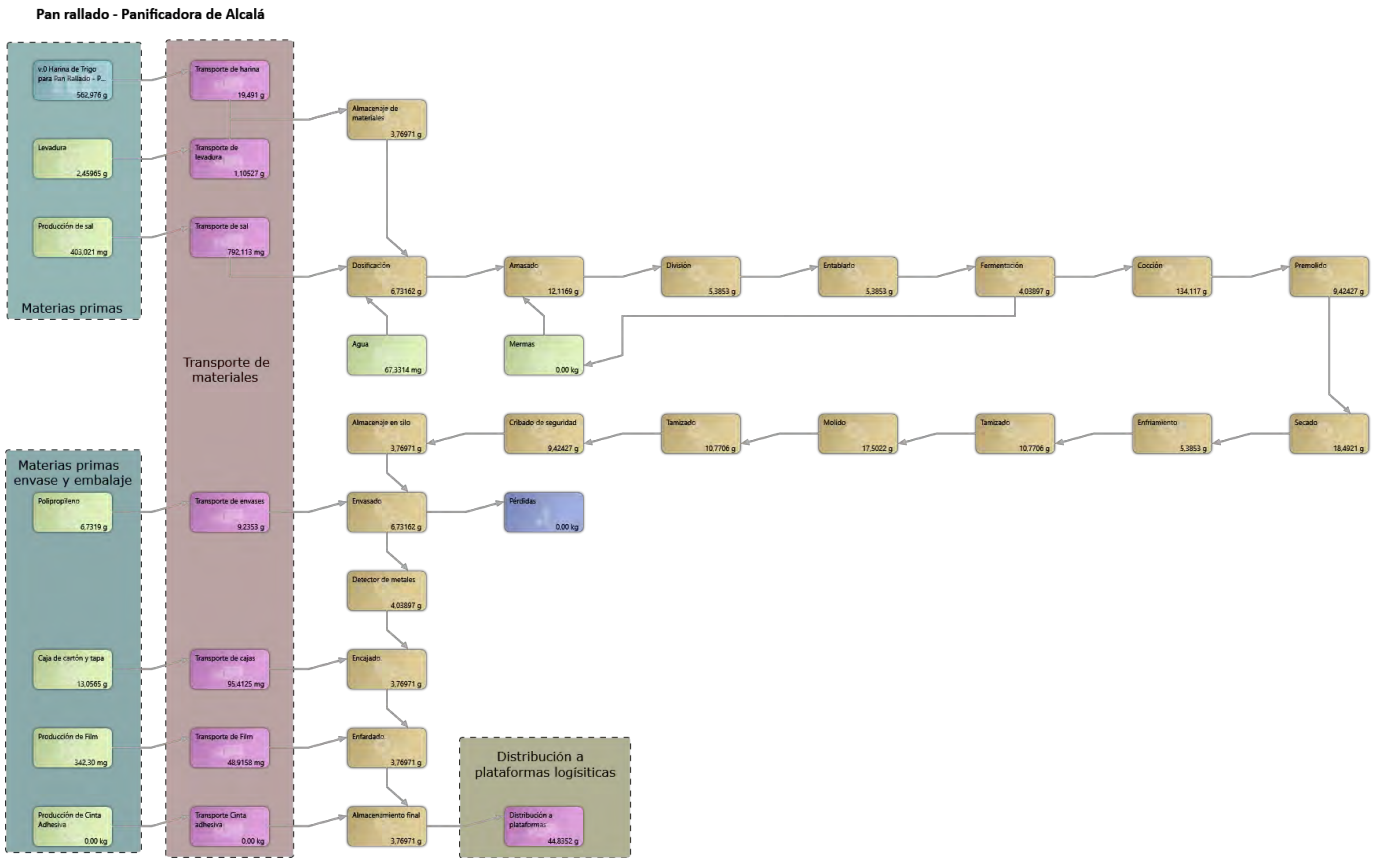 Pan rallado - Panificadora de Alcalá
v.0 Harina de Trigo
para Pan Rallado - P...
562,976 g
Transporte de harina
19,491 g
Almacenaje de
materiales
3,76971 g
Levadura
2,45965 g
Transporte de
levadura
1,10527 g
Producción de sal
403,021 mg
Transporte de sal
792,113 mg
Materias primas
Dosificación
6,73162 g
Amasado
12,1169 g
División
5,3853 g
Entablado
5,3853 g
Fermentación
4,03897 g
Cocción
134,117 g
Premolido
9,42427 g
Agua
67,3314 mg
Mermas
0,00 kg
Transporte de
materiales
Almacenaje en silo
3,76971 g
Cribado de seguridad
9,42427 g
Tamizado
10,7706 g
Molido
17,5022 g
Tamizado
10,7706 g
Enfriamiento
5,3853 g
Secado
18,4921 g
Materias primas
envase y embalaje
Polipropileno
6,7319 g
Transporte de envases
9,2353 g
Envasado
6,73162 g
Pérdidas
0,00 kg
Detector de metales
4,03897 g
Caja de cartón y tapa
13,0565 g
Transporte de cajas
95,4125 mg
Encajado
3,76971 g
Producción de Film
342,30 mg
Transporte de Film
48,9158 mg
Enfardado
3,76971 g
Distribución a
plataformas logísiticas
Producción de Cinta
Adhesiva
0,00 kg
Transporte Cinta
adhesiva
0,00 kg
Almacenamiento final
3,76971 g
Distribución a
plataformas
44,8352 g